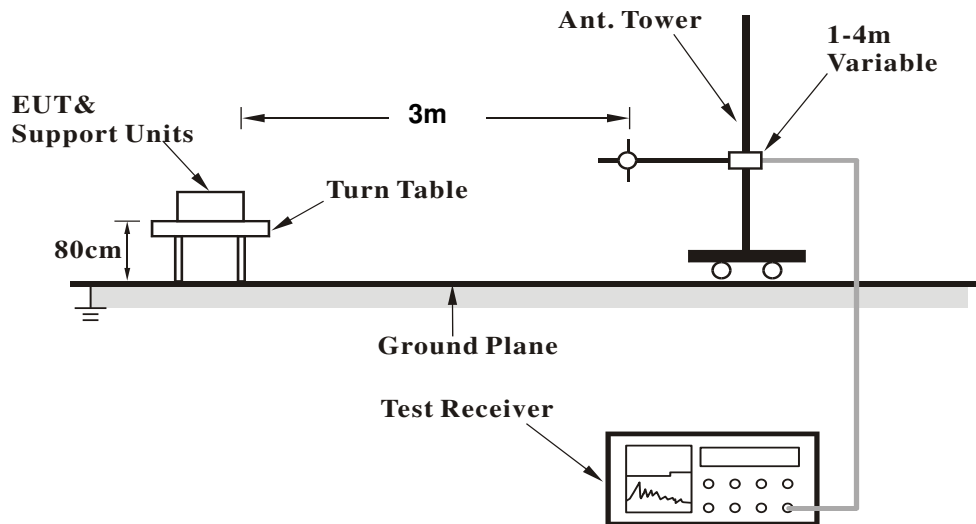 Ant. Tower
1-4m
Variable
EUT&
Support Units
3m
Turn Table
80cm
Ground Plane
Test Receiver